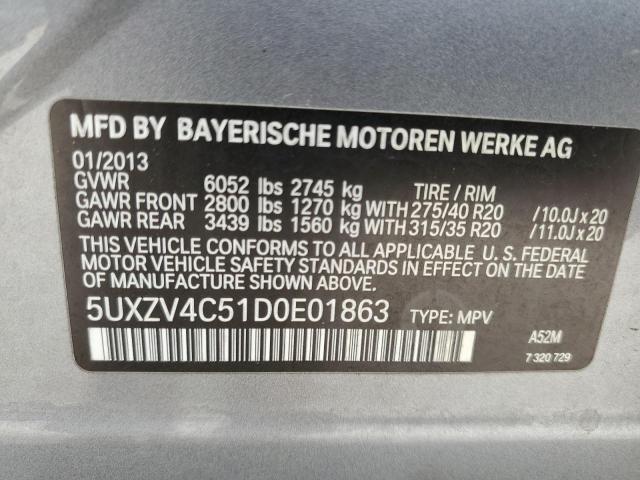 MFD BY BAYERISCHE MOTOREN WERKE AG
01/2013
GVWR 6052 lbs 2745 kg TIRE / RIM
GAWR FRONT 2800 lbs 1270 kg WITH 275/40 R20 /10.0J x 20
GAWR REAR 3439 lbs 1560 kg WITH 315/35 R20 /11.0J x 20
THIS VEHICLE CONFORMS TO ALL APPLICABLE U. S. FEDERAL
MOTOR VEHICLE SAFETY STANDARDS IN EFFECT ON THE DATE
OF MANUFACTURE SHOWN ABOVE.
5UXZV4C51D0E01863 TYPE: MPV
A52M
7 320 729